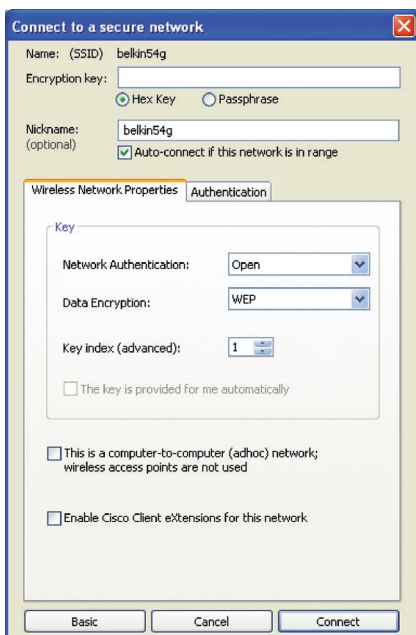 Connect to a secure network
Name: (SSID) belkin54g
Encryption key:
Hex Key Passphrase
Nickname: belkin54g
(optional)
Auto-connect if this network is in range
Wireless Network Properties Authentication
Key
Network Authentication: Open
Data Encryption: WEP
Key index (advanced): 1
The key is provided for me automatically
This is a computer-to-computer (adhoc) network;
wireless access points are not used
Enable Cisco Client eXtensions for this network
Basic Cancel Connect